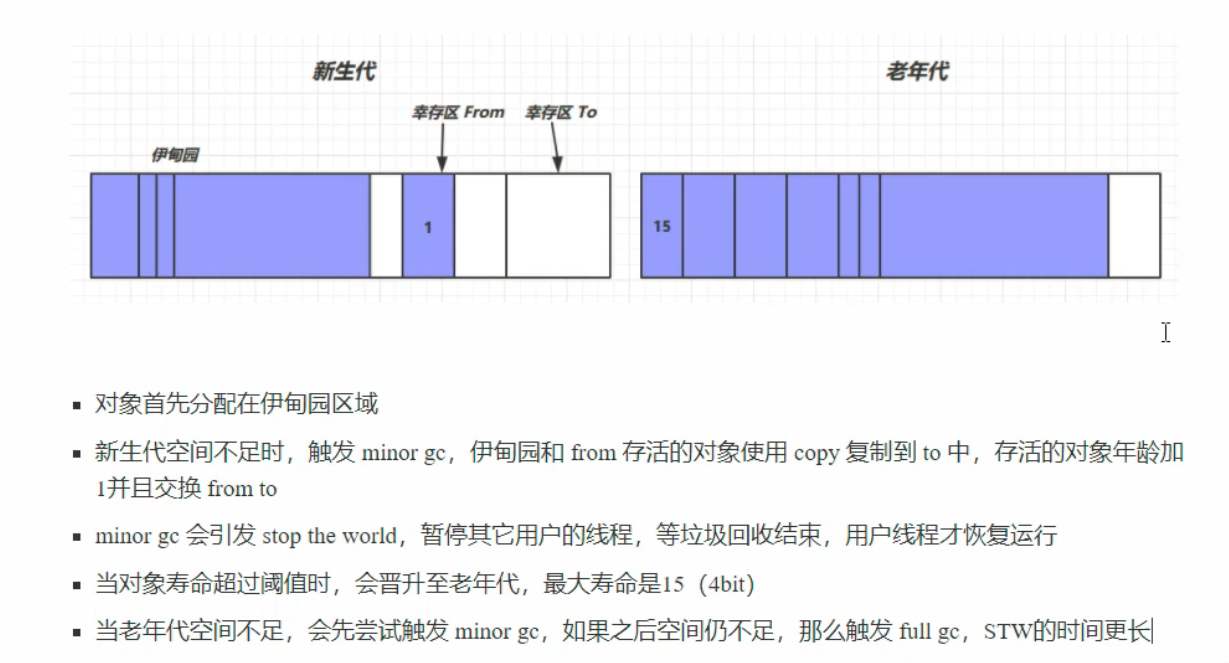 新生代
老年代
幸存区 From
幸存区 To
伊甸园
1
15
▪ 对象首先分配在伊甸园区域
▪ 新生代空间不足时，触发 minor gc，伊甸园和 from 存活的对象使用 copy 复制到 to 中，存活的对象年龄加
1并且交换 from to
▪ minor gc 会引发 stop the world，暂停其它用户的线程，等垃圾回收结束，用户线程才恢复运行
▪ 当对象寿命超过阈值时，会晋升至老年代，最大寿命是15（4bit）
▪ 当老年代空间不足，会先尝试触发 minor gc，如果之后空间仍不足，那么触发 full gc，STW的时间更长